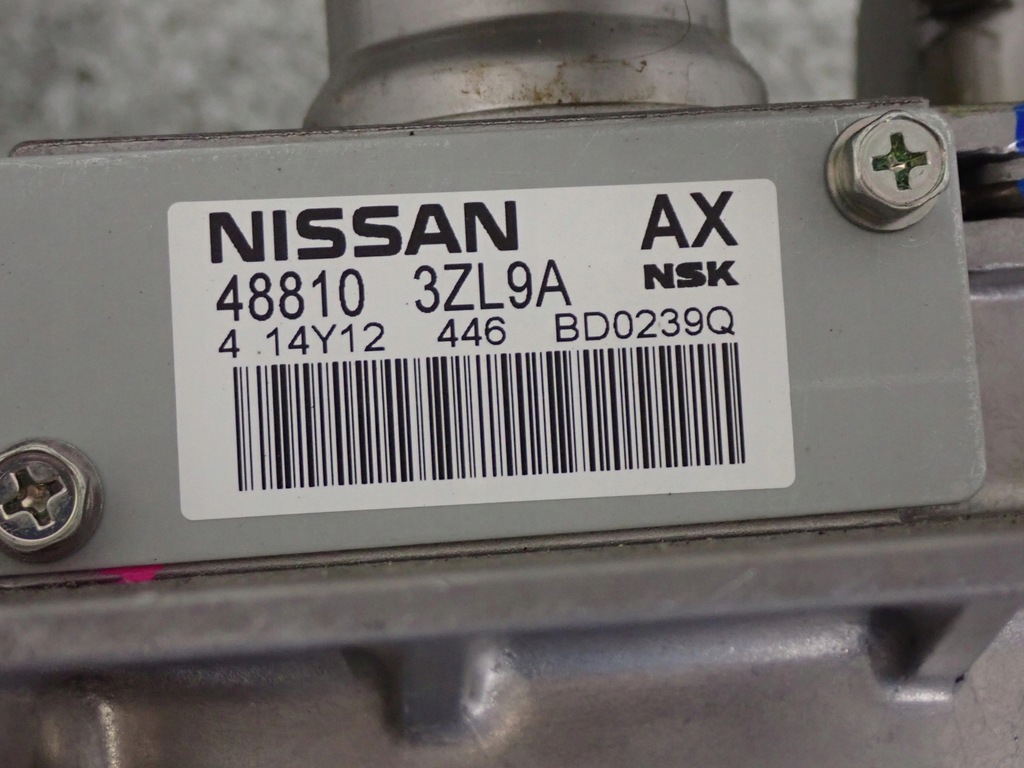 NISSAN AX
48810 3ZL9A NSK
4 14Y12 446 BD0239Q